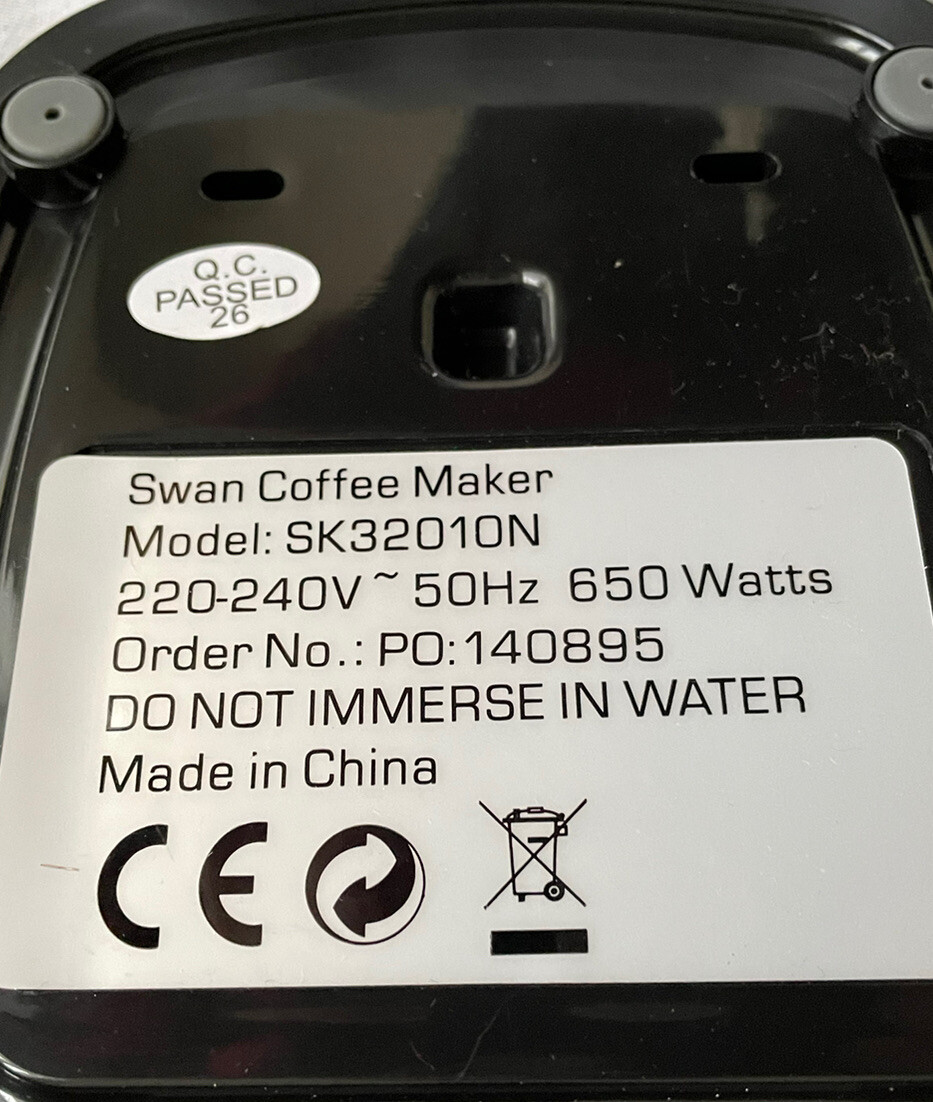 Q.C.
PASSED
26
Swan Coffee Maker
Model: SK32010N
220-240V~50Hz 650 Watts
Order No.: PO:140895
DO NOT IMMERSE IN WATER
Made in China
CE